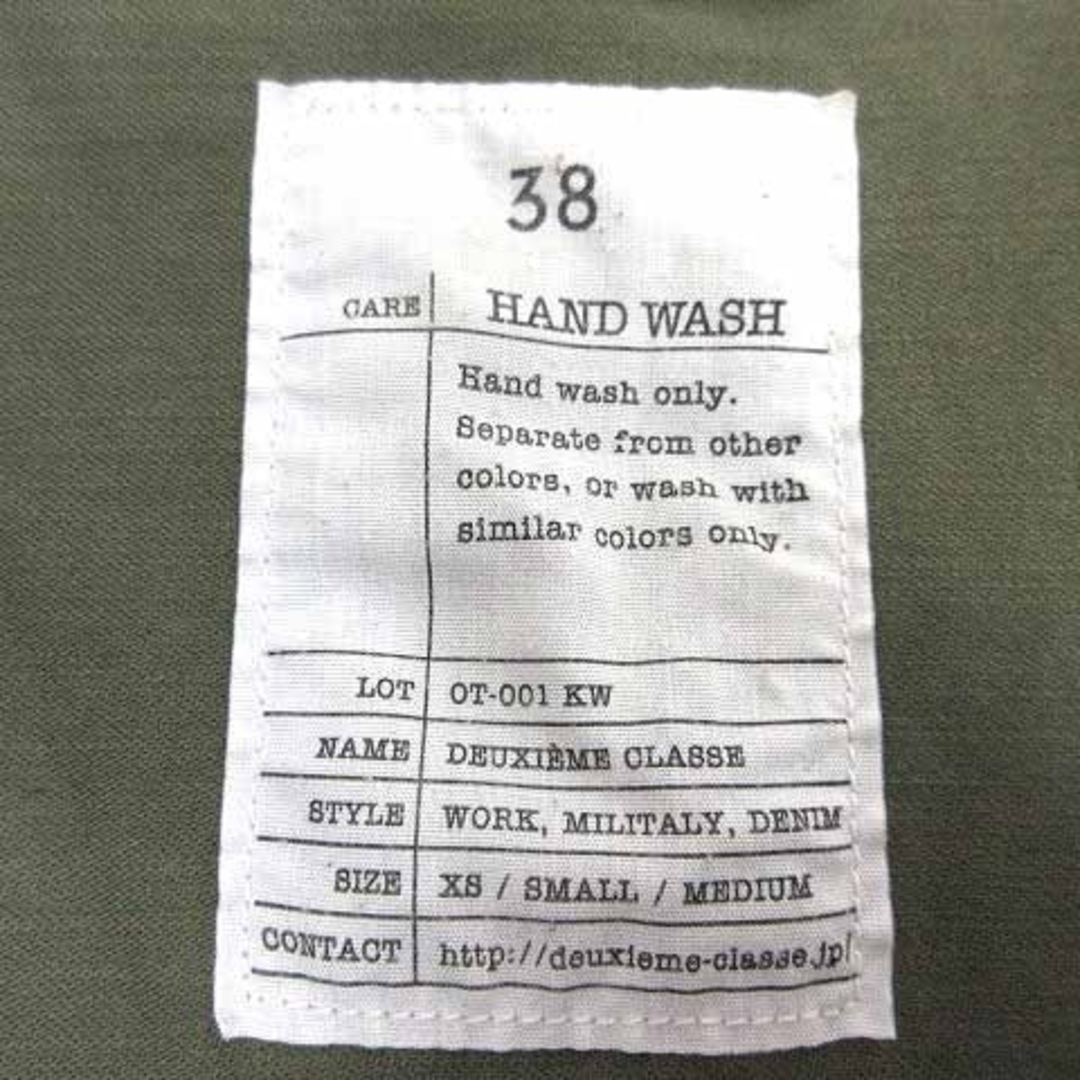 38
CARE HAND WASH
Hand wash only.
Separate from other
colors, or wash with
similar colors only.
LOT OT-001 KW
NAME DEUXIÈME CLASSE
STYLE WORK, MILITALY, DENIM
SIZE XS / SMALL / MEDIUM
CONTACT http://deuxieme-classe.jp/